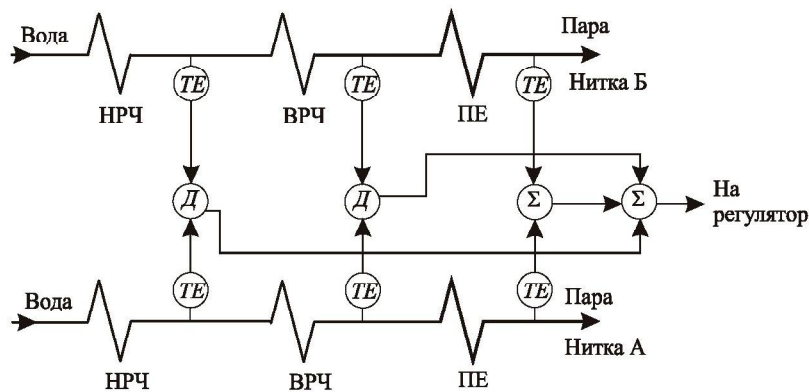 Вода
Пара
TE
TE
TE
Нитка Б
НРЧ
ВРЧ
ПЕ
Д
Д
Σ
Σ
На
регулятор
TE
TE
TE
Вода
Пара
Нитка А
НРЧ
ВРЧ
ПЕ